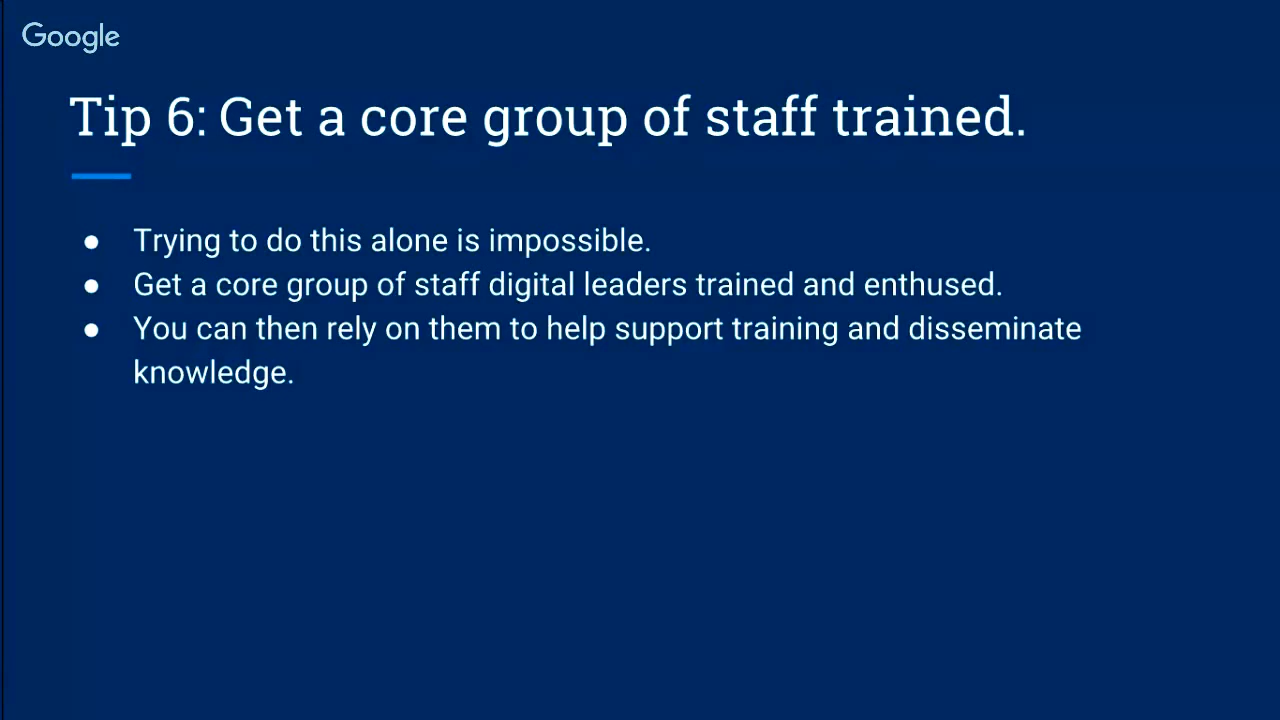 Google
Tip 6: Get a core group of staff trained.
● Trying to do this alone is impossible.
● Get a core group of staff digital leaders trained and enthused.
● You can then rely on them to help support training and disseminate
knowledge.